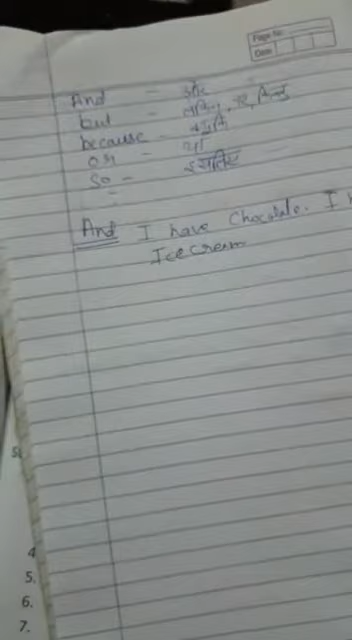 Page No.
Date
And - और
but - लेकिन, पर, किन्तु
because - क्योंकि
or - या
so - इसलिए
And I have Chocolate. I
Ice cream
4
5.
6.
7.